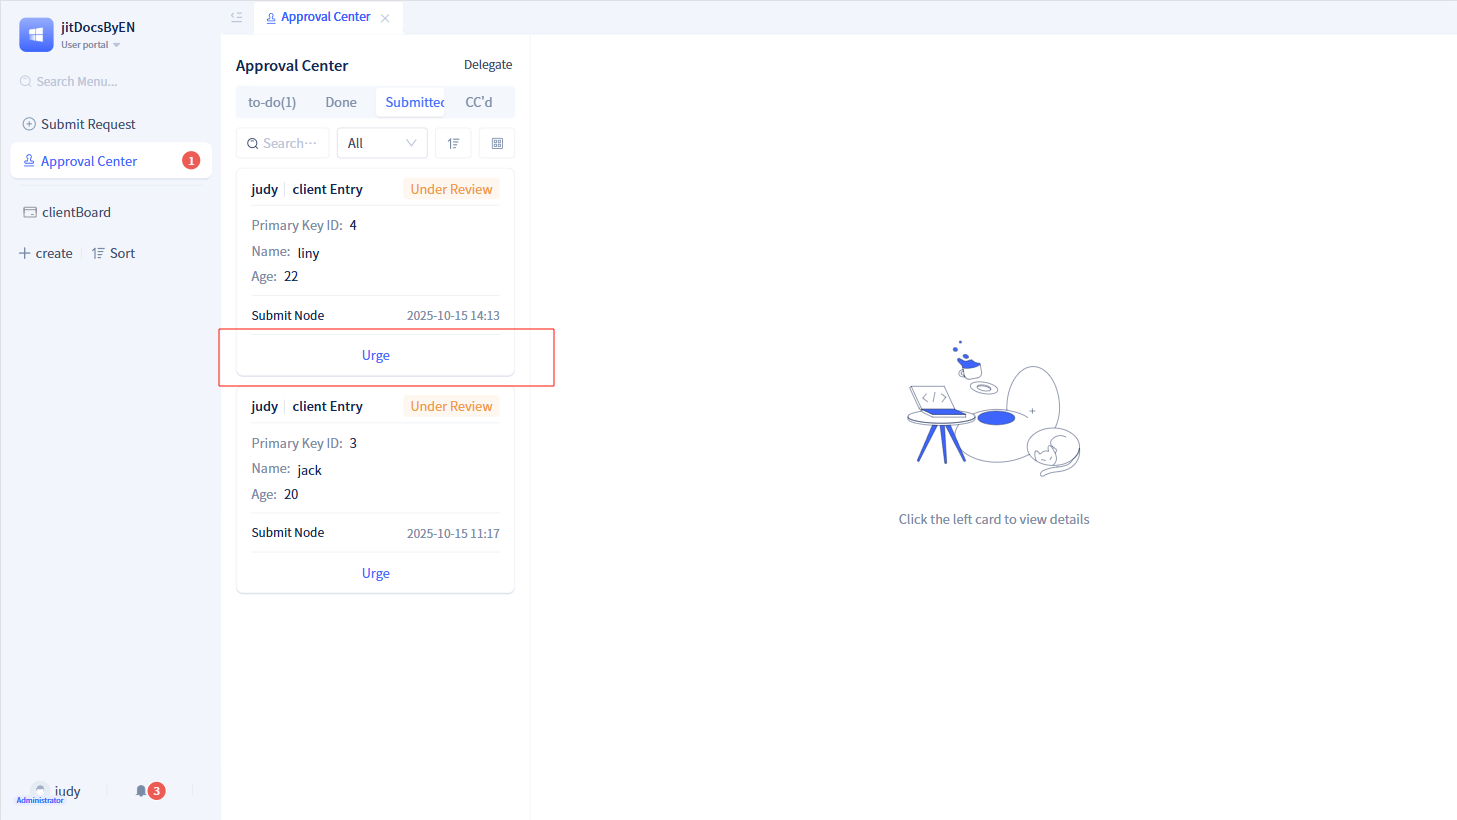 jitDocsByEN
User portal
Search Menu...
Submit Request
Approval Center 1
clientBoard
create Sort
judy
Administrator
3
Approval Center
Approval Center Delegate
to-do(1) Done Submitted CC'd
Search··· All
judy client Entry Under Review
Primary Key ID: 4
Name: liny
Age: 22
Submit Node 2025-10-15 14:13
Urge
judy client Entry Under Review
Primary Key ID: 3
Name: jack
Age: 20
Submit Node 2025-10-15 11:17
Urge
</> 
Click the left card to view details